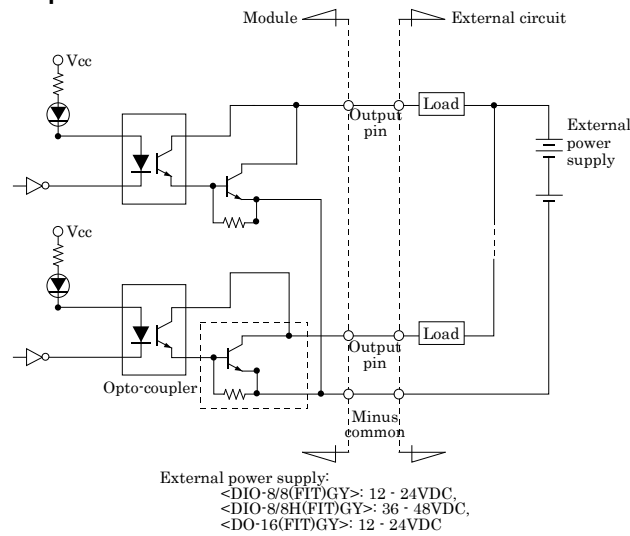 Module
External circuit
Vcc
Load
Output
pin
External
power
supply
Vcc
Load
Output
pin
Opto-coupler
Minus
common
External power supply:
<DIO-8/8(FIT)GY>: 12 - 24VDC,
<DIO-8/8H(FIT)GY>: 36 - 48VDC,
<DO-16(FIT)GY>: 12 - 24VDC